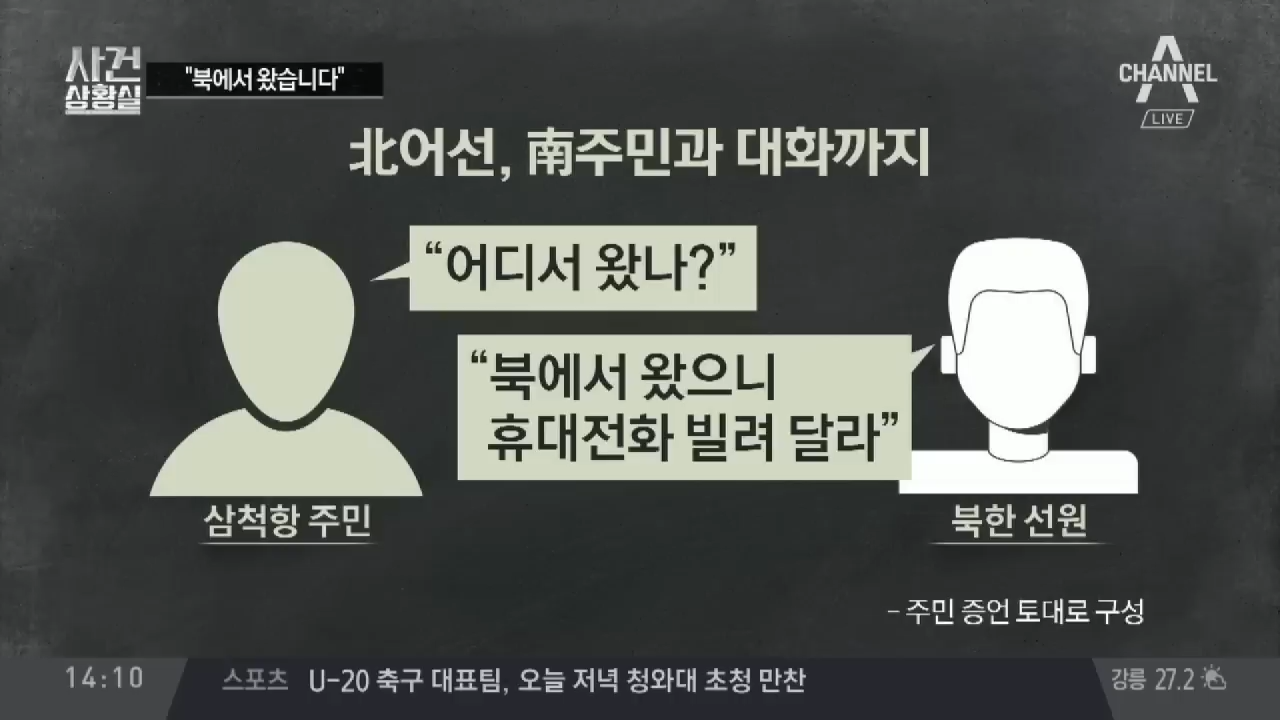 사건
상황실
"북에서 왔습니다"
CHANNEL
A
LIVE
北어선, 南주민과 대화까지
“어디서 왔나?”
“북에서 왔으니
휴대전화 빌려 달라”
삼척항 주민
북한 선원
- 주민 증언 토대로 구성
14:10
스포츠 U-20 축구 대표팀, 오늘 저녁 청와대 초청 만찬
강릉 27.2